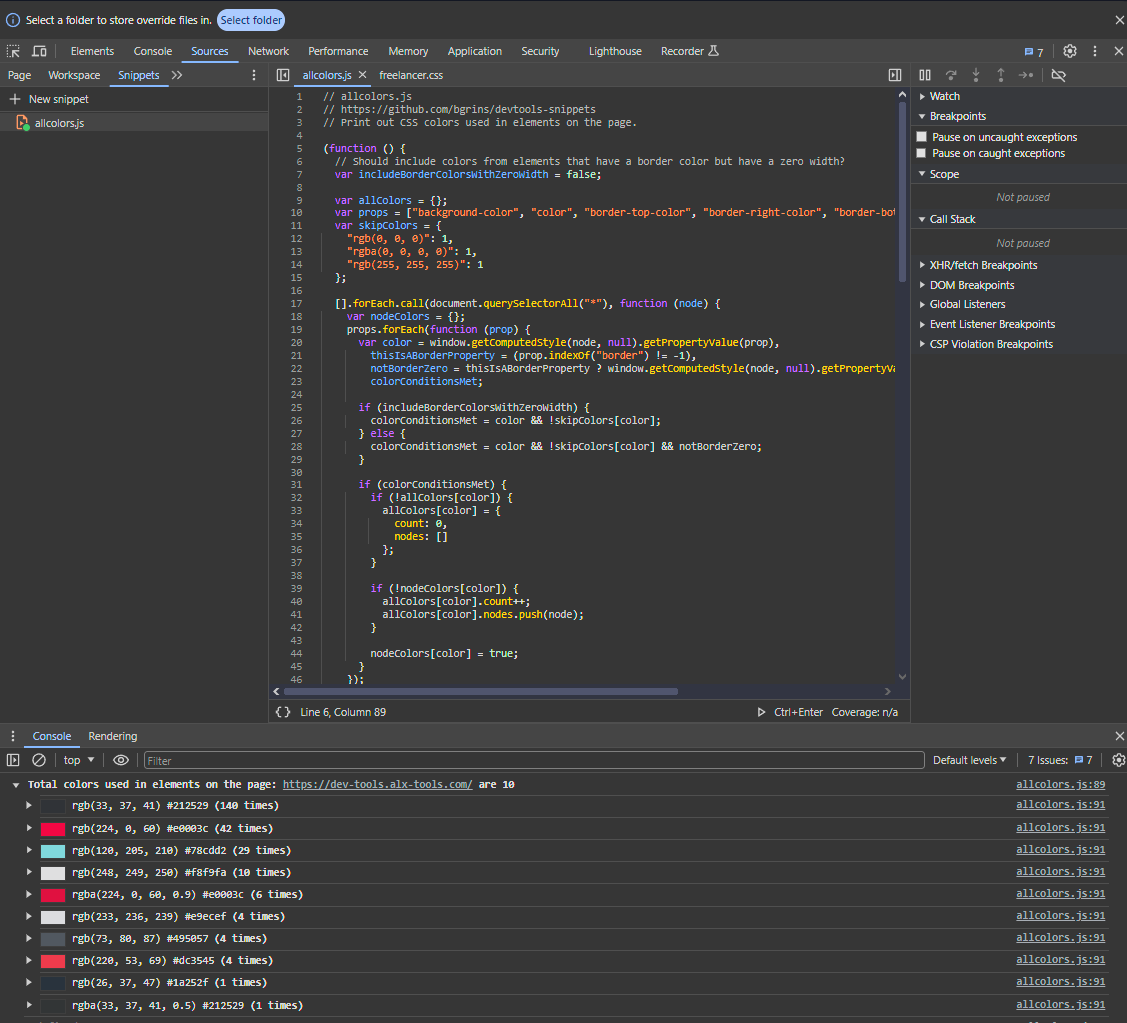 Select a folder to store override files in. Select folder
Elements Console Sources Network Performance Memory Application Security Lighthouse Recorder 7
Page Workspace Snippets
allcolors.js freelancer.css
New snippet
allcolors.js
1 // allcolors.js
2 // https://github.com/bgrins/devtools-snippets
3 // Print out CSS colors used in elements on the page.
4
5 (function () {
6 // Should include colors from elements that have a border color but have a zero width?
7 var includeBorderColorsWithZeroWidth = false;
8
9 var allColors = {};
10 var props = ["background-color", "color", "border-top-color", "border-right-color", "border-bot
11 var skipColors = {
12 "rgb(0, 0, 0)": 1,
13 "rgba(0, 0, 0, 0)": 1,
14 "rgb(255, 255, 255)": 1
15 };
16
17 [].forEach.call(document.querySelectorAll("*"), function (node) {
18 var nodeColors = {};
19 props.forEach(function (prop) {
20 var color = window.getComputedStyle(node, null).getPropertyValue(prop),
21 thisIsABorderProperty = (prop.indexOf("border") != -1),
22 notBorderZero = thisIsABorderProperty ? window.getComputedStyle(node, null).getPropertyVa
23 colorConditionsMet;
24
25 if (includeBorderColorsWithZeroWidth) {
26 colorConditionsMet = color && !skipColors[color];
27 } else {
28 colorConditionsMet = color && !skipColors[color] && notBorderZero;
29 }
30
31 if (colorConditionsMet) {
32 if (!allColors[color]) {
33 allColors[color] = {
34 count: 0,
35 nodes: []
36 };
37 }
38
39 if (!nodeColors[color]) {
40 allColors[color].count++;
41 allColors[color].nodes.push(node);
42 }
43
44 nodeColors[color] = true;
45 }
46 });
{} Line 6, Column 89 Ctrl+Enter Coverage: n/a
Watch
Breakpoints
Pause on uncaught exceptions
Pause on caught exceptions
Scope
Not paused
Call Stack
Not paused
XHR/fetch Breakpoints
DOM Breakpoints
Global Listeners
Event Listener Breakpoints
CSP Violation Breakpoints
Console Rendering
top Filter Default levels 7 Issues: 7
Total colors used in elements on the page: https://dev-tools.alx-tools.com/ are 10 allcolors.js:89
rgb(33, 37, 41) #212529 (140 times) allcolors.js:91
rgb(224, 0, 60) #e0003c (42 times) allcolors.js:91
rgb(120, 205, 210) #78cdd2 (29 times) allcolors.js:91
rgb(248, 249, 250) #f8f9fa (10 times) allcolors.js:91
rgba(224, 0, 60, 0.9) #e0003c (6 times) allcolors.js:91
rgb(233, 236, 239) #e9ecef (4 times) allcolors.js:91
rgb(73, 80, 87) #495057 (4 times) allcolors.js:91
rgb(220, 53, 69) #dc3545 (4 times) allcolors.js:91
rgb(26, 37, 47) #1a252f (1 times) allcolors.js:91
rgba(33, 37, 41, 0.5) #212529 (1 times) allcolors.js:91